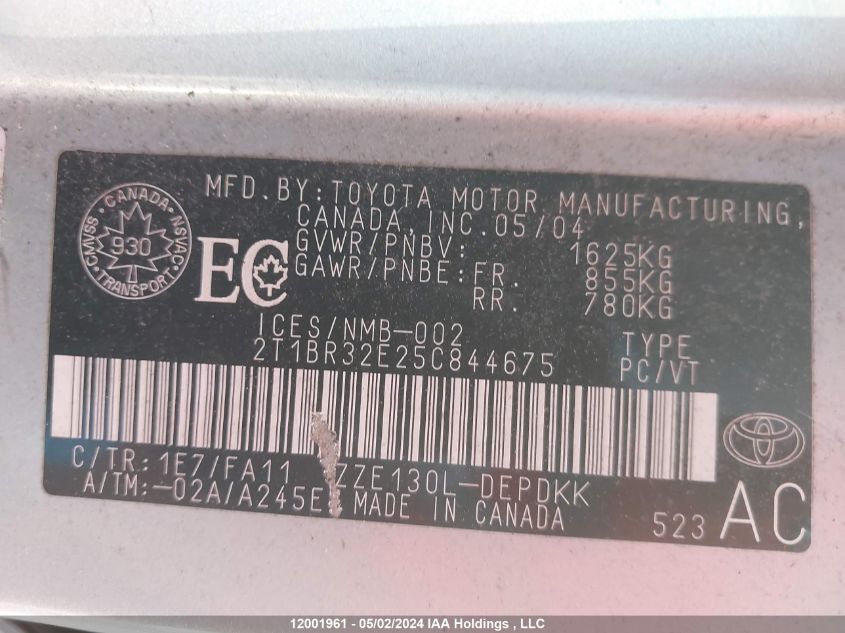 MFD.BY:TOYOTA MOTOR MANUFACTURING,
CANADA,INC.05/04
GVWR/PNBV: 1625KG
GAWR/PNBE:FR. 855KG
RR. 780KG
CANADA · NSVAC · TRANSPORT · CMVSS ·
930
EC
ICES/NMB-002
2T1BR32E25C844675
TYPE
PC/VT
C/TR:1E7/FA11 ZZE130L-DEPDKK
A/TM:-02A/A245E MADE IN CANADA
523 AC
12001961 - 05/02/2024 IAA Holdings , LLC